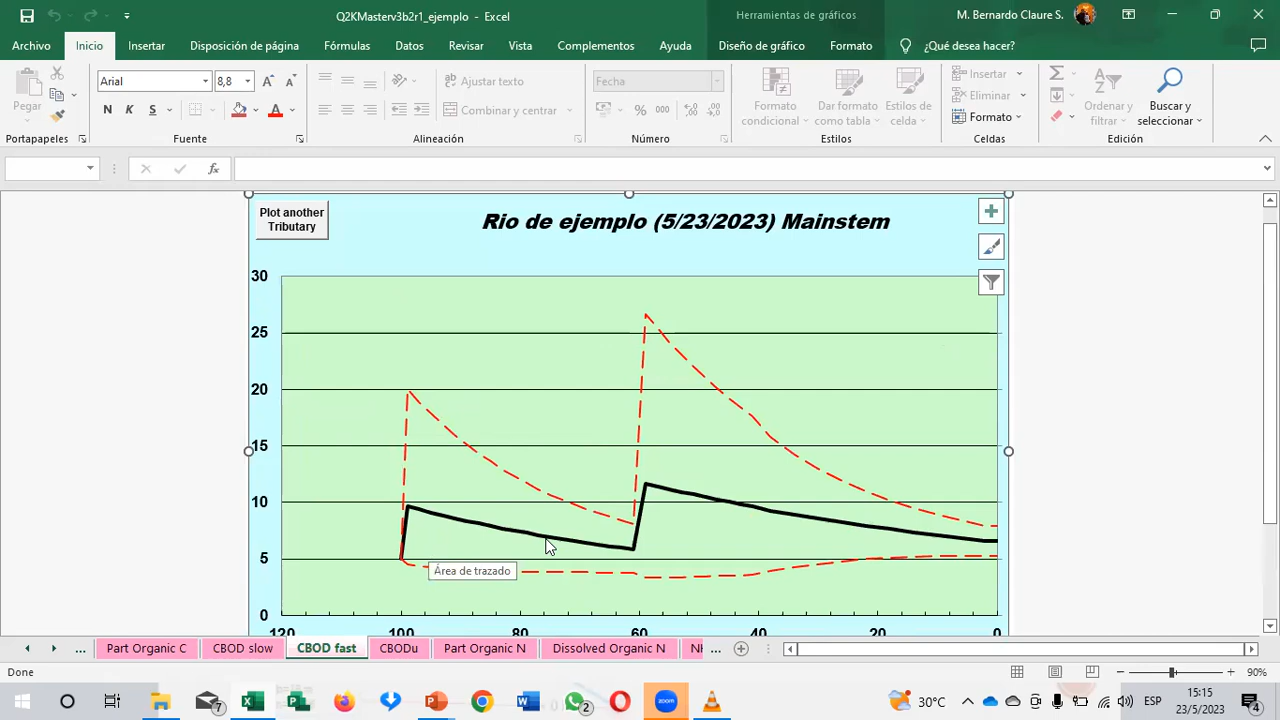 Q2KMasterv3b2r1_ejemplo - Excel
Herramientas de gráficos
M. Bernardo Claure S.
Archivo Inicio Insertar Disposición de página Fórmulas Datos Revisar Vista Complementos Ayuda Diseño de gráfico Formato ¿Qué desea hacer?
Pegar
Arial 8,8
N K S
Ajustar texto
Combinar y centrar
Fecha
% 000
Formato condicional
Dar formato como tabla
Estilos de celda
Insertar
Eliminar
Formato
Ordenar y filtrar
Buscar y seleccionar
Portapapeles Fuente Alineación Número Estilos Celdas Edición
fx
Plot another
Tributary
Rio de ejemplo (5/23/2023) Mainstem
30
25
20
15
10
5
0
Área de trazado
120 100 80 60 40 20 0
... Part Organic C CBOD slow CBOD fast CBODu Part Organic N Dissolved Organic N ...
Done
90%
7
2
zoom
30°C
ESP
15:15
23/5/2023
4